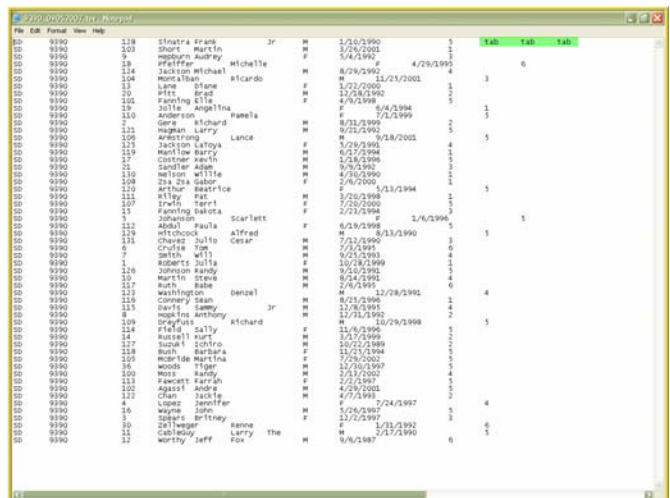 9390_09052007.txt - Notepad
File Edit Format View Help
SD 9390 128 Sinatra Frank Jr M 1/10/1990 5 tab tab tab
SD 9390 103 Short Martin M 3/26/2001 1
SD 9390 9 Hepburn Audrey F 5/4/1992 3
SD 9390 18 Pfeiffer Michelle F 4/29/1995 6
SD 9390 124 Jackson Michael M 8/29/1992 4
SD 9390 104 Montalban Ricardo M 11/25/2001 3
SD 9390 13 Lane Diane F 1/22/2000 1
SD 9390 20 Pitt Brad M 12/18/1992 2
SD 9390 101 Fanning Elle F 4/9/1998 5
SD 9390 19 Jolie Angelina F 6/4/1994 1
SD 9390 110 Anderson Pamela F 7/1/1999 5
SD 9390 2 Gere Richard M 8/31/1999 2
SD 9390 121 Hagman Larry M 9/21/1992 5
SD 9390 106 Armstrong Lance M 9/18/2001 5
SD 9390 125 Jackson LaToya F 5/29/1991 4
SD 9390 119 Manilow Barry M 6/17/1994 1
SD 9390 17 Costner Kevin M 1/18/1996 5
SD 9390 21 Sandler Adam M 9/9/1992 3
SD 9390 130 Nelson Willie M 4/30/1990 1
SD 9390 108 Zsa Zsa Gabor F 2/6/2000 1
SD 9390 120 Arthur Beatrice F 5/13/1994 5
SD 9390 111 Riley Pat M 3/20/1998 1
SD 9390 107 Irwin Terri F 7/20/2000 5
SD 9390 15 Fanning Dakota F 2/23/1994 3
SD 9390 5 Johanson Scarlett F 1/6/1996 5
SD 9390 112 Abdul Paula F 6/19/1998 5
SD 9390 129 Hitchcock Alfred M 8/13/1990 5
SD 9390 131 Chavez Julio Cesar M 7/12/1990 3
SD 9390 6 Cruise Tom M 7/3/1995 6
SD 9390 7 Smith Will M 9/25/1993 4
SD 9390 1 Roberts Julia F 10/28/1999 1
SD 9390 126 Johnson Randy M 9/10/1991 5
SD 9390 10 Martin Steve M 8/14/1991 4
SD 9390 117 Ruth Babe M 2/6/1995 6
SD 9390 123 Washington Denzel M 12/28/1991 4
SD 9390 116 Connery Sean M 8/25/1996 1
SD 9390 115 Davis Sammy Jr M 12/8/1995 4
SD 9390 8 Hopkins Anthony M 12/31/1992 2
SD 9390 109 Dreyfuss Richard M 10/29/1998 5
SD 9390 114 Field Sally F 11/6/1996 5
SD 9390 14 Russell Kurt M 3/17/1999 2
SD 9390 127 Suzuki Ichiro M 10/22/1989 2
SD 9390 118 Bush Barbara F 11/25/1994 5
SD 9390 105 McBride Martina F 7/29/2002 5
SD 9390 36 Woods Tiger M 12/30/1997 5
SD 9390 100 Moss Randy M 2/13/2002 4
SD 9390 113 Fawcett Farrah F 2/2/1997 5
SD 9390 102 Agassi Andre M 4/29/2001 5
SD 9390 122 Chan Jackie M 4/7/1993 2
SD 9390 4 Lopez Jennifer F 7/24/1997 4
SD 9390 16 Wayne John M 5/26/1997 5
SD 9390 3 Spears Britney F 12/2/1997 3
SD 9390 30 Zellweger Renne F 1/31/1992 6
SD 9390 11 CableGuy Larry The M 2/17/1990 5
SD 9390 12 Worthy Jeff Fox M 9/6/1987 6